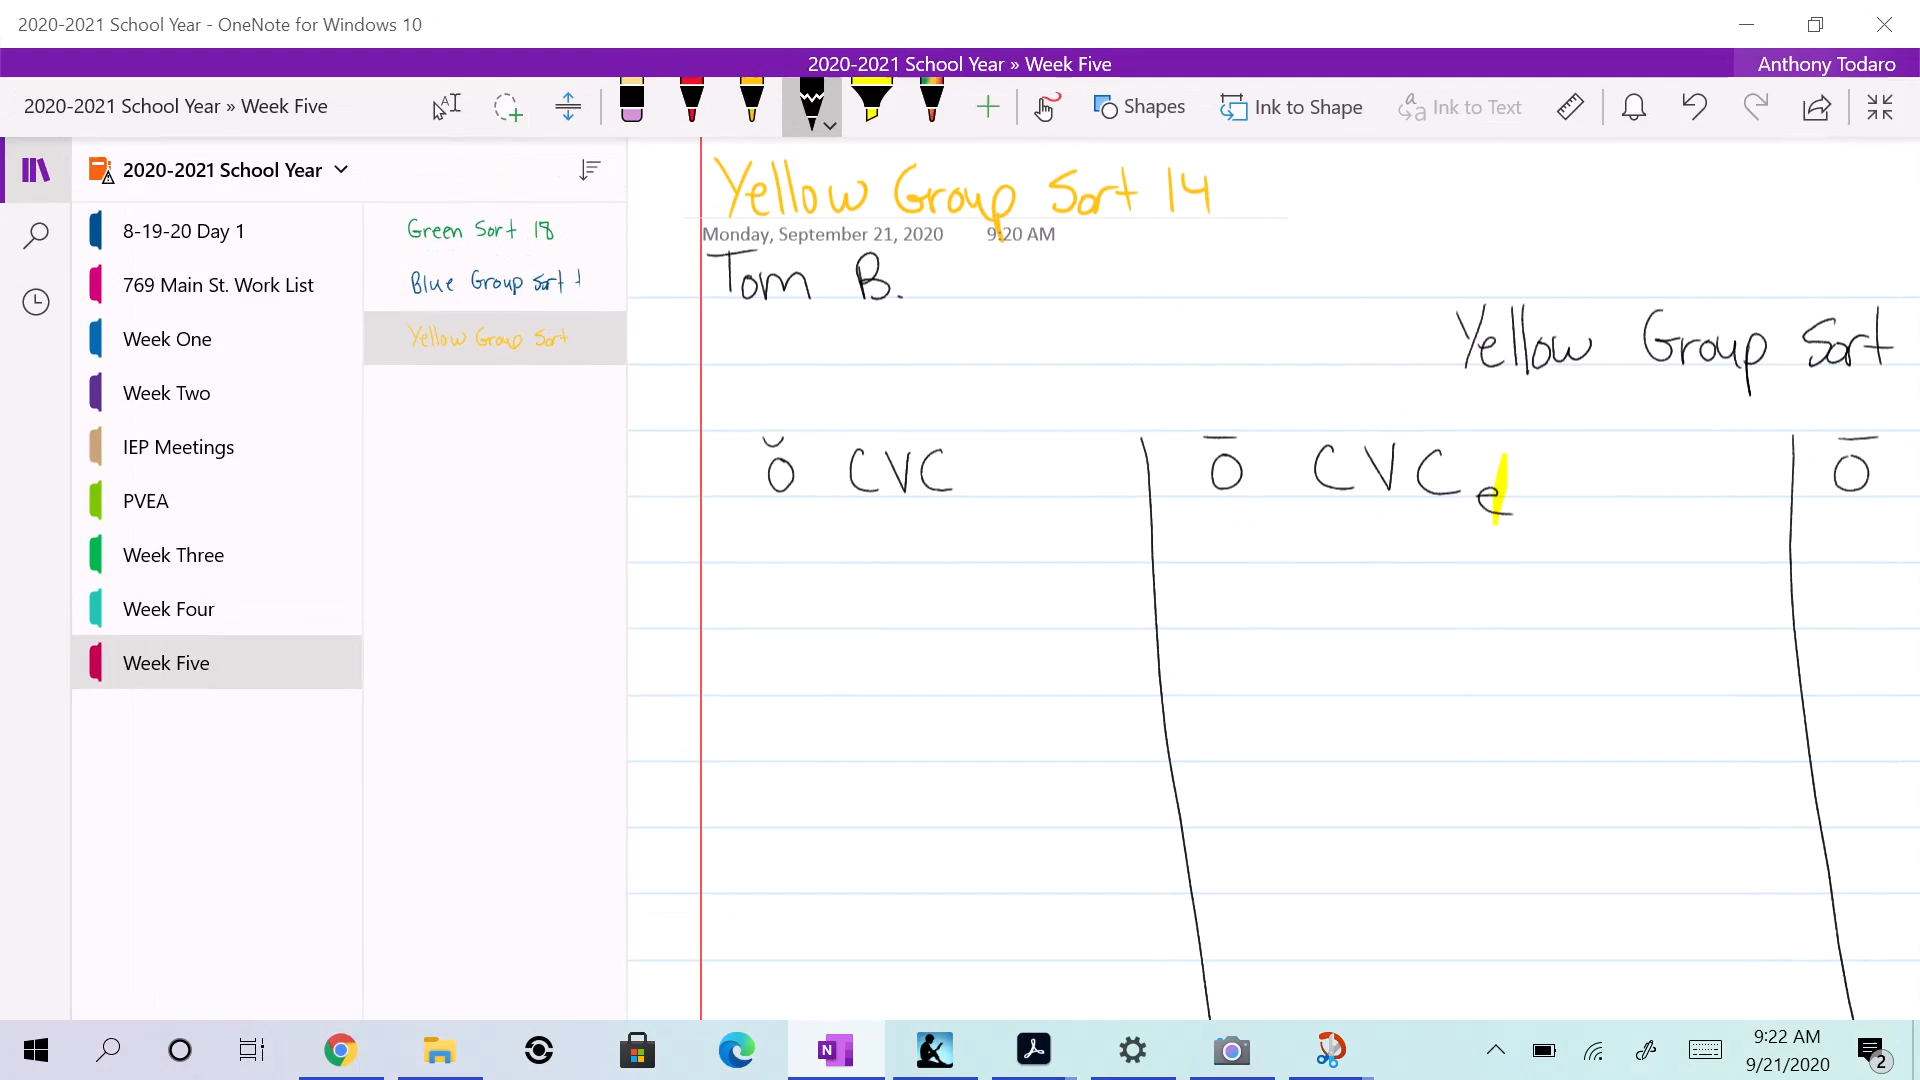 2020-2021 School Year - OneNote for Windows 10
2020-2021 School Year » Week Five
Anthony Todaro
2020-2021 School Year » Week Five
Shapes
Ink to Shape
Ink to Text
2020-2021 School Year
8-19-20 Day 1
769 Main St. Work List
Week One
Week Two
IEP Meetings
PVEA
Week Three
Week Four
Week Five
Green Sort 18
Blue Group Sort
Yellow Group Sort
Yellow Group Sort 14
Monday, September 21, 2020 9:20 AM
Tom B.
Yellow Group Sort
ŏ CVC
ō CVCe
ō
9:22 AM
9/21/2020
2